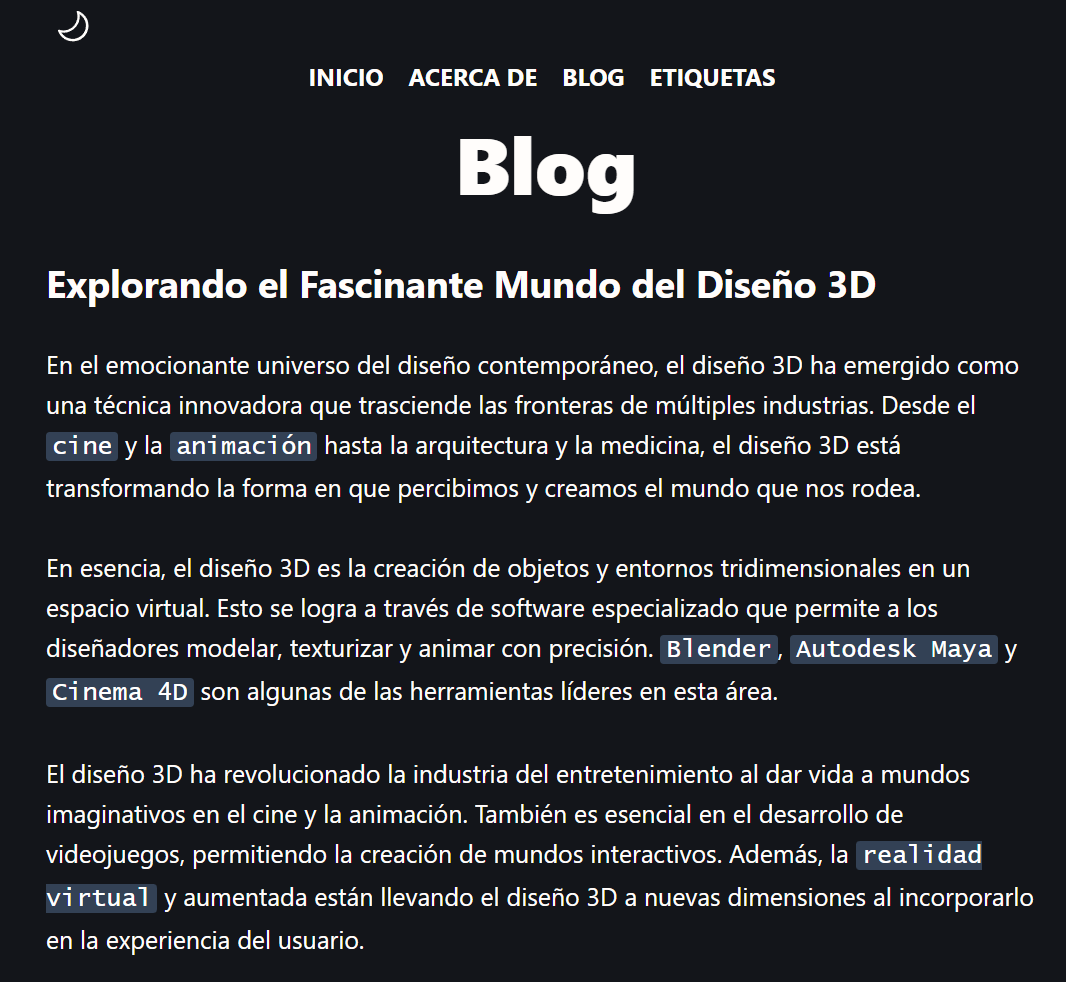 INICIO ACERCA DE BLOG ETIQUETAS
Blog
Explorando el Fascinante Mundo del Diseño 3D
En el emocionante universo del diseño contemporáneo, el diseño 3D ha emergido como
una técnica innovadora que trasciende las fronteras de múltiples industrias. Desde el
cine y la animación hasta la arquitectura y la medicina, el diseño 3D está
transformando la forma en que percibimos y creamos el mundo que nos rodea.
En esencia, el diseño 3D es la creación de objetos y entornos tridimensionales en un
espacio virtual. Esto se logra a través de software especializado que permite a los
diseñadores modelar, texturizar y animar con precisión. Blender, Autodesk Maya y
Cinema 4D son algunas de las herramientas líderes en esta área.
El diseño 3D ha revolucionado la industria del entretenimiento al dar vida a mundos
imaginativos en el cine y la animación. También es esencial en el desarrollo de
videojuegos, permitiendo la creación de mundos interactivos. Además, la realidad
virtual y aumentada están llevando el diseño 3D a nuevas dimensiones al incorporarlo
en la experiencia del usuario.